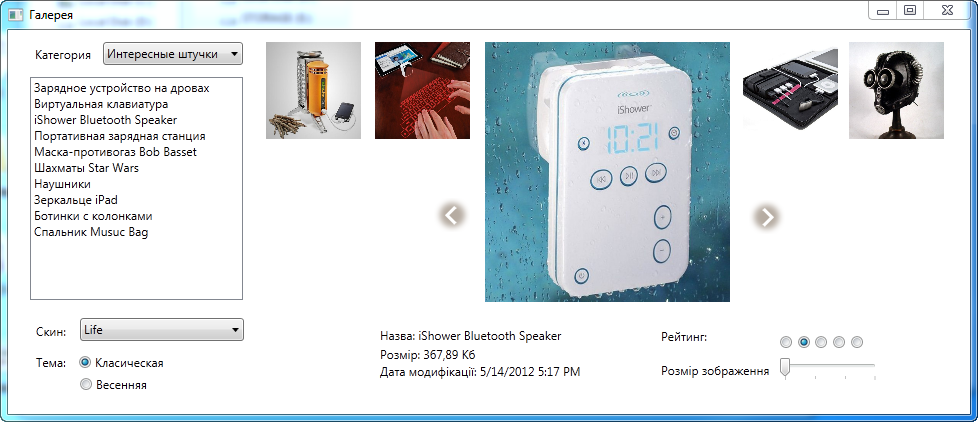 Галерея
Категория
Интересные штучки
Зарядное устройство на дровах
Виртуальная клавиатура
iShower Bluetooth Speaker
Портативная зарядная станция
Маска-противогаз Bob Basset
Шахматы Star Wars
Наушники
Зеркальце iPad
Ботинки с колонками
Спальник Musuc Bag
iShower
10:21
Скин:
Life
Тема:
Класическая
Весенняя
Назва: iShower Bluetooth Speaker
Розмір: 367,89 Кб
Дата модифікації: 5/14/2012 5:17 PM
Рейтинг:
Розмір зображення